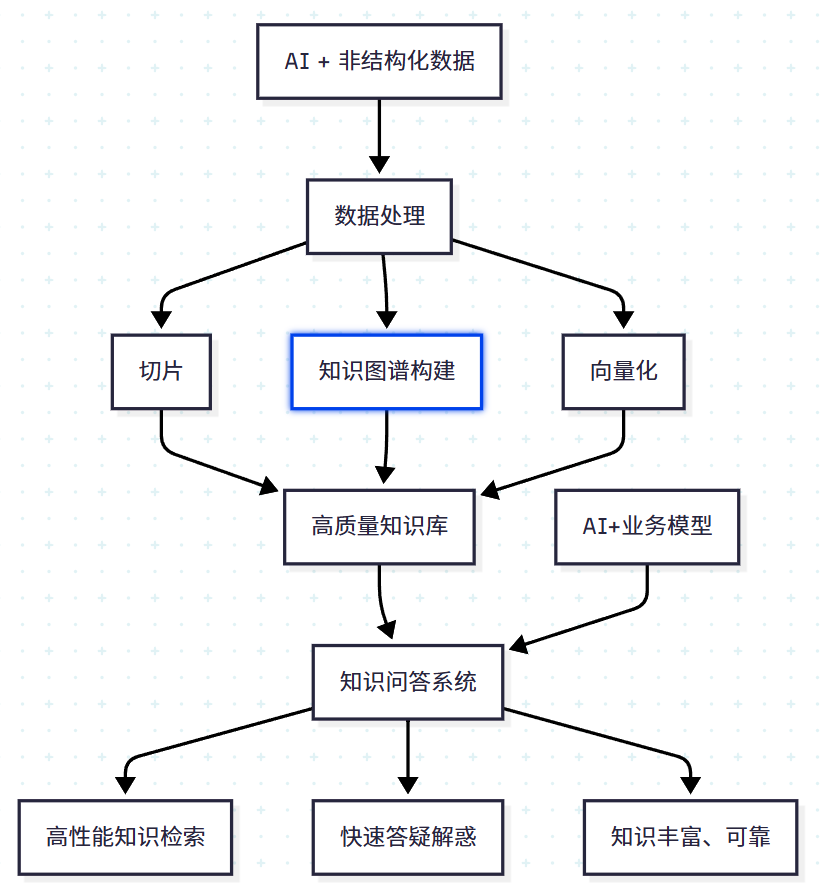 AI + 非结构化数据
数据处理
切片
知识图谱构建
向量化
高质量知识库
AI+业务模型
知识问答系统
高性能知识检索
快速答疑解惑
知识丰富、可靠